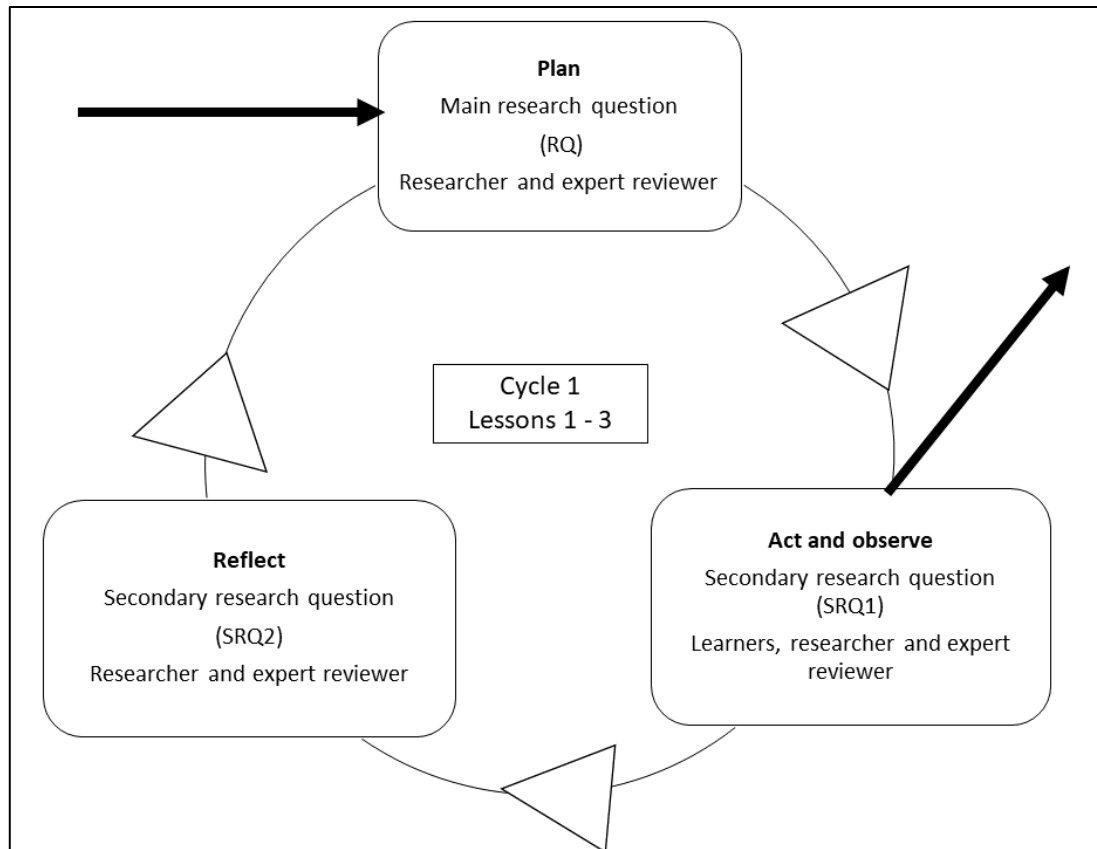 Plan
Main research question
(RQ)
Researcher and expert reviewer
Cycle 1
Lessons 1 - 3
Reflect
Secondary research question
(SRQ2)
Researcher and expert reviewer
Act and observe
Secondary research question
(SRQ1)
Learners, researcher and expert
reviewer